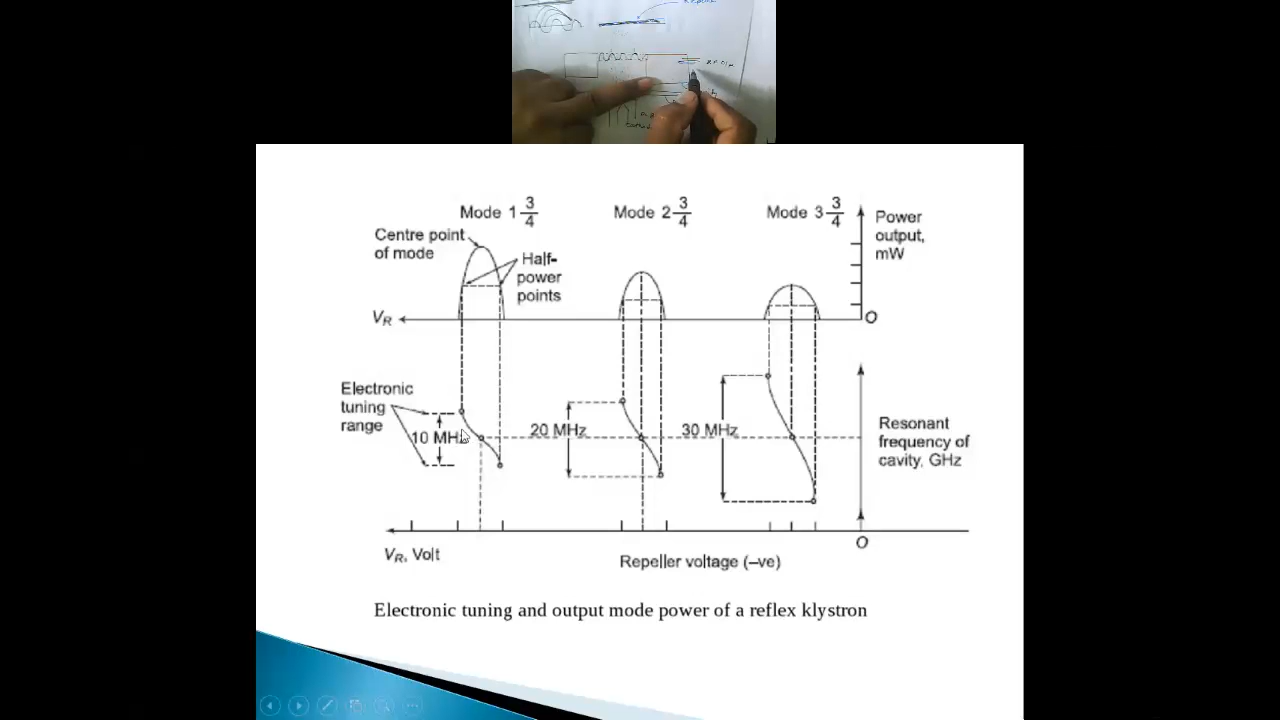 Mode 1 3/4
Mode 2 3/4
Mode 3 3/4
Power
output,
mW
Centre point
of mode
Half-
power
points
V_R
O
Electronic
tuning
range
10 MHz
20 MHz
30 MHz
Resonant
frequency of
cavity, GHz
V_R, Volt
Repeller voltage (–ve)
O
Electronic tuning and output mode power of a reflex klystron